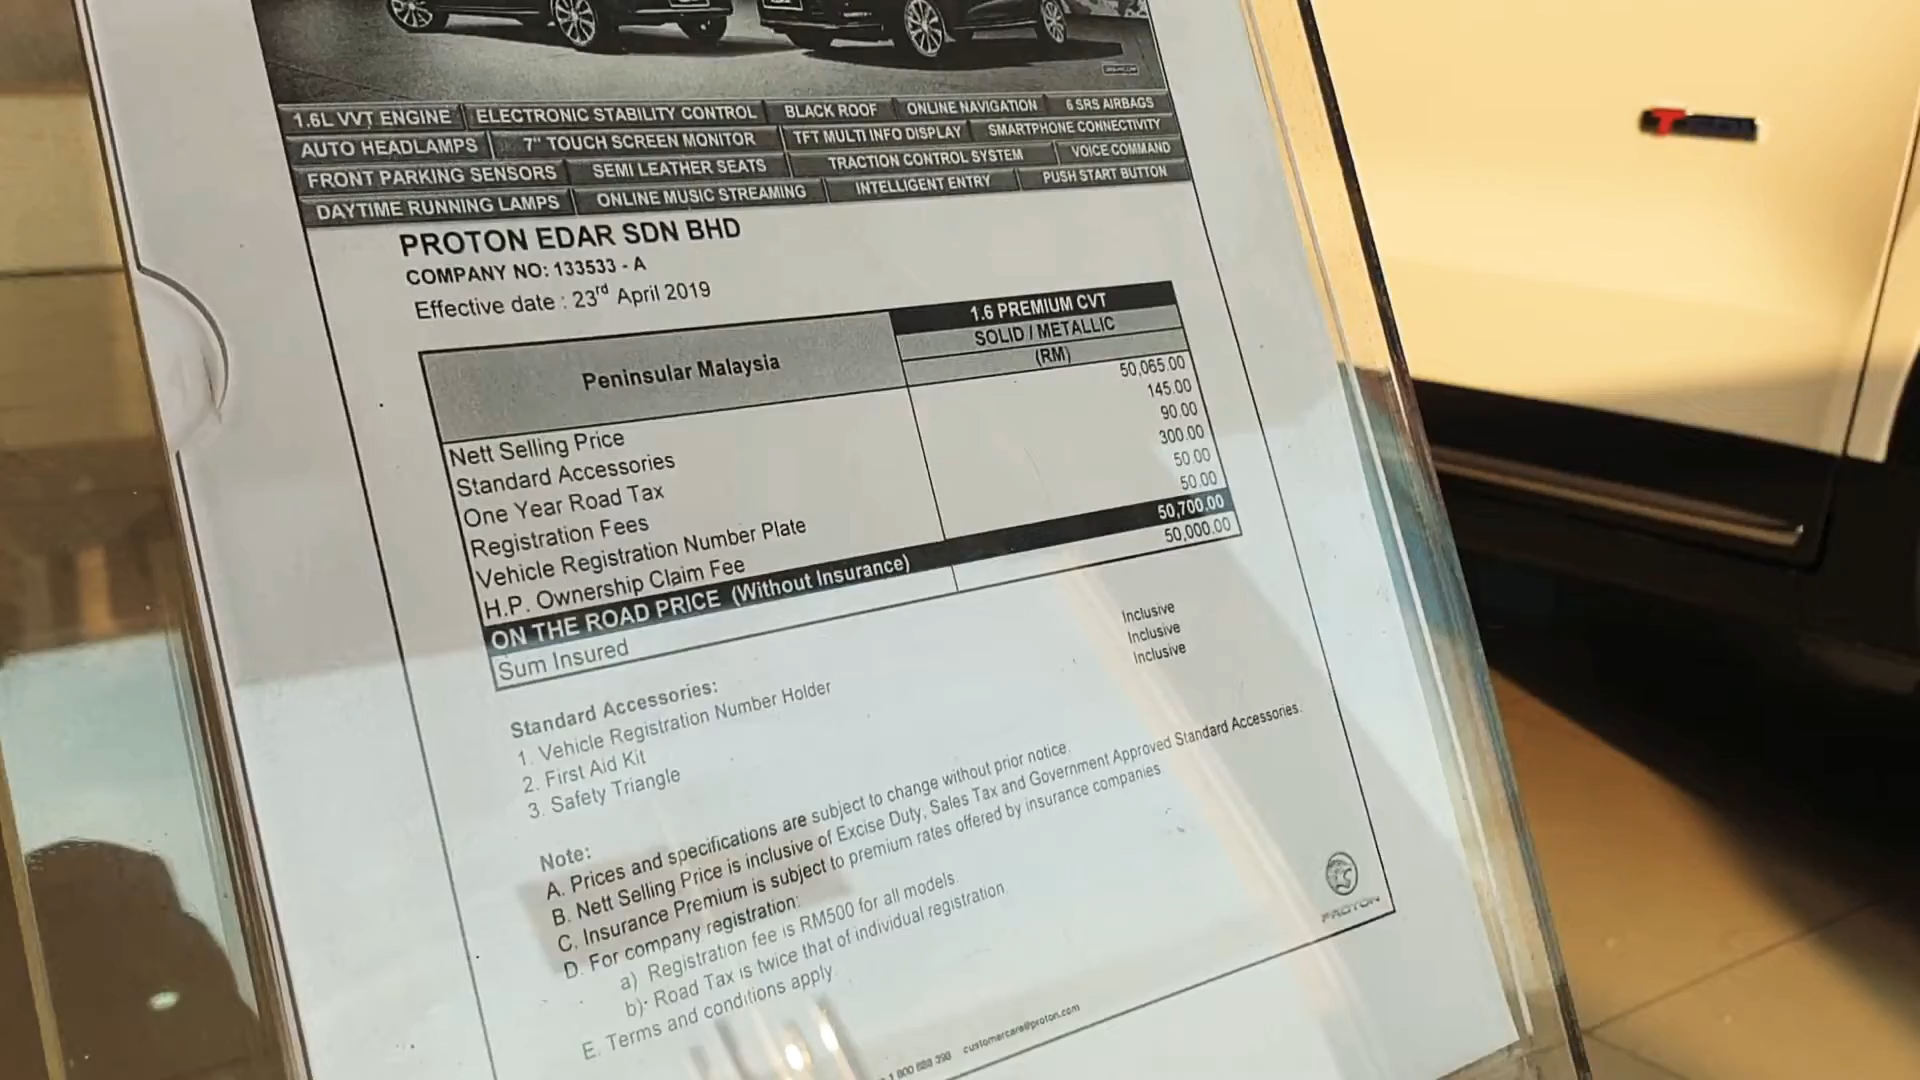 1.6L VVT ENGINE ELECTRONIC STABILITY CONTROL BLACK ROOF ONLINE NAVIGATION 6 SRS AIRBAGS
AUTO HEADLAMPS 7" TOUCH SCREEN MONITOR TFT MULTI INFO DISPLAY SMARTPHONE CONNECTIVITY
FRONT PARKING SENSORS SEMI LEATHER SEATS TRACTION CONTROL SYSTEM VOICE COMMAND
DAYTIME RUNNING LAMPS ONLINE MUSIC STREAMING INTELLIGENT ENTRY PUSH START BUTTON
PROTON EDAR SDN BHD
COMPANY NO: 133533 - A
Effective date : 23rd April 2019
Peninsular Malaysia
1.6 PREMIUM CVT
SOLID / METALLIC
(RM)
Nett Selling Price 50,065.00
Standard Accessories 145.00
One Year Road Tax 90.00
Registration Fees 300.00
Vehicle Registration Number Plate 50.00
H.P. Ownership Claim Fee 50.00
ON THE ROAD PRICE (Without Insurance) 50,700.00
Sum Insured 50,000.00
Standard Accessories:
1. Vehicle Registration Number Holder Inclusive
2. First Aid Kit Inclusive
3. Safety Triangle Inclusive
Note:
A. Prices and specifications are subject to change without prior notice.
B. Nett Selling Price is inclusive of Excise Duty, Sales Tax and Government Approved Standard Accessories.
C. Insurance Premium is subject to premium rates offered by insurance companies
D. For company registration:
a) Registration fee is RM500 for all models.
b) Road Tax is twice that of individual registration
E. Terms and conditions apply.
PROTON
1 800 888 398 customercare@proton.com